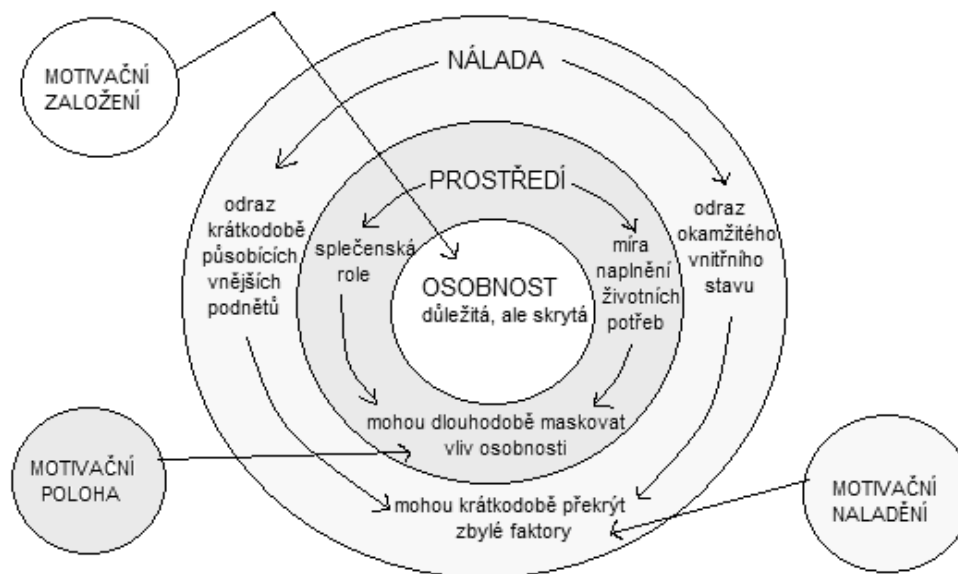 MOTIVAČNÍ
ZALOŽENÍ
NÁLADA
PROSTŘEDÍ
odraz
krátkodobě
působících
vnějších
podnětů
splečenská
role
OSOBNOST
důležitá, ale skrytá
míra
naplnění
životních
potřeb
odraz
okamžitého
vnitřního
stavu
mohou dlouhodobě maskovat
vliv osobnosti
MOTIVAČNÍ
POLOHA
mohou krátkodobě překrýt
zbylé faktory
MOTIVAČNÍ
NALADĚNÍ